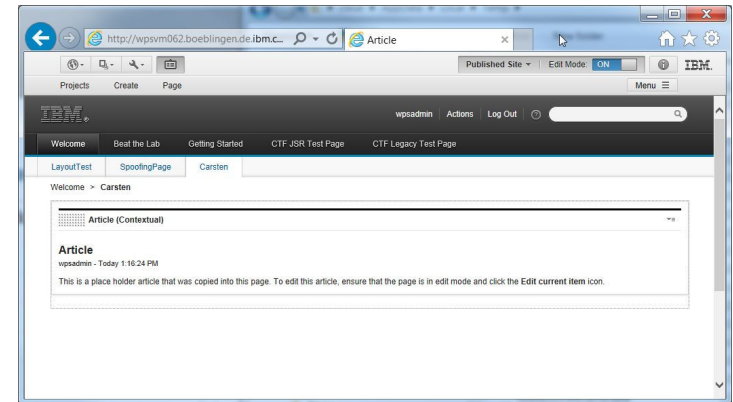 http://wpsvm062.boeblingen.de.ibm.c... Article
Published Site Edit Mode: ON IBM.
Projects Create Page Menu
IBM wpsadmin Actions Log Out
Welcome Beat the Lab Getting Started CTF JSR Test Page CTF Legacy Test Page
LayoutTest SpoofingPage Carsten
Welcome > Carsten
Article (Contextual)
Article
wpsadmin - Today 1:16:24 PM
This is a place holder article that was copied into this page. To edit this article, ensure that the page is in edit mode and click the Edit current item icon.